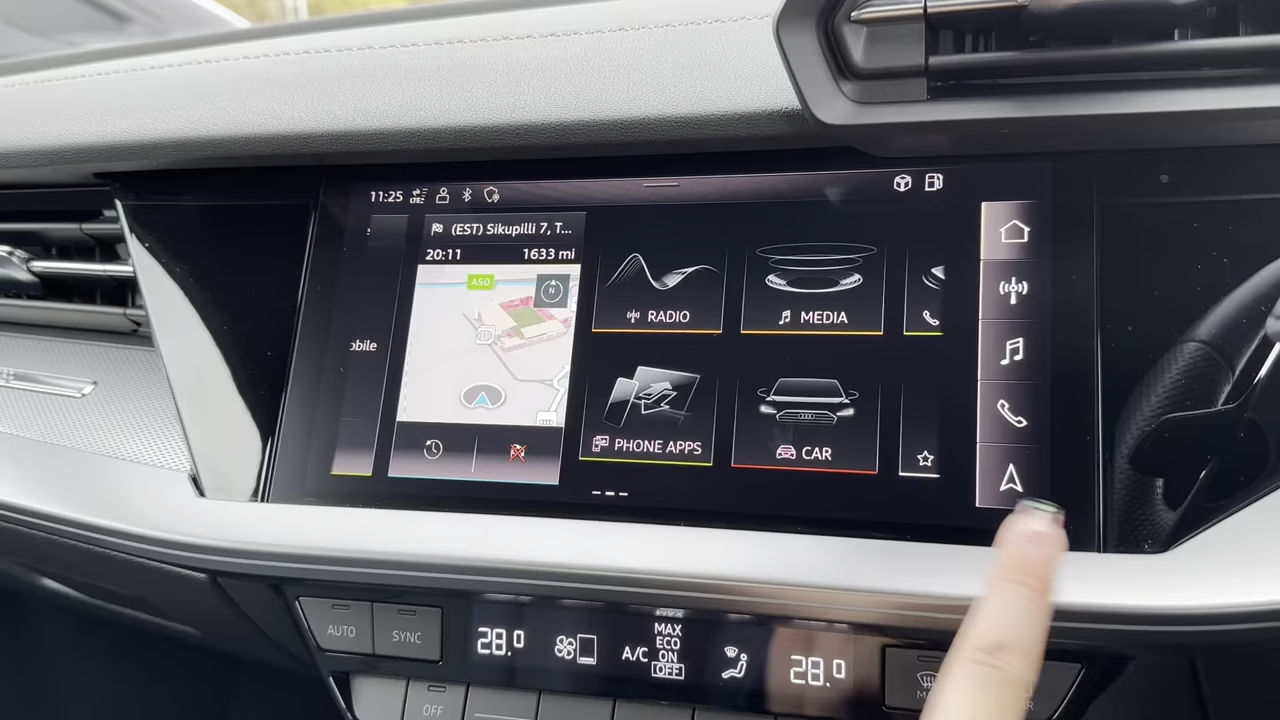 11:25
LTE
(EST) Sikupilli 7, T...
20:11 1633 mi
A50
N
obile
RADIO
MEDIA
PHONE APPS
CAR
AUTO
SYNC
28.0
A/C
MAX
ECO
ON
OFF
28.0
OFF